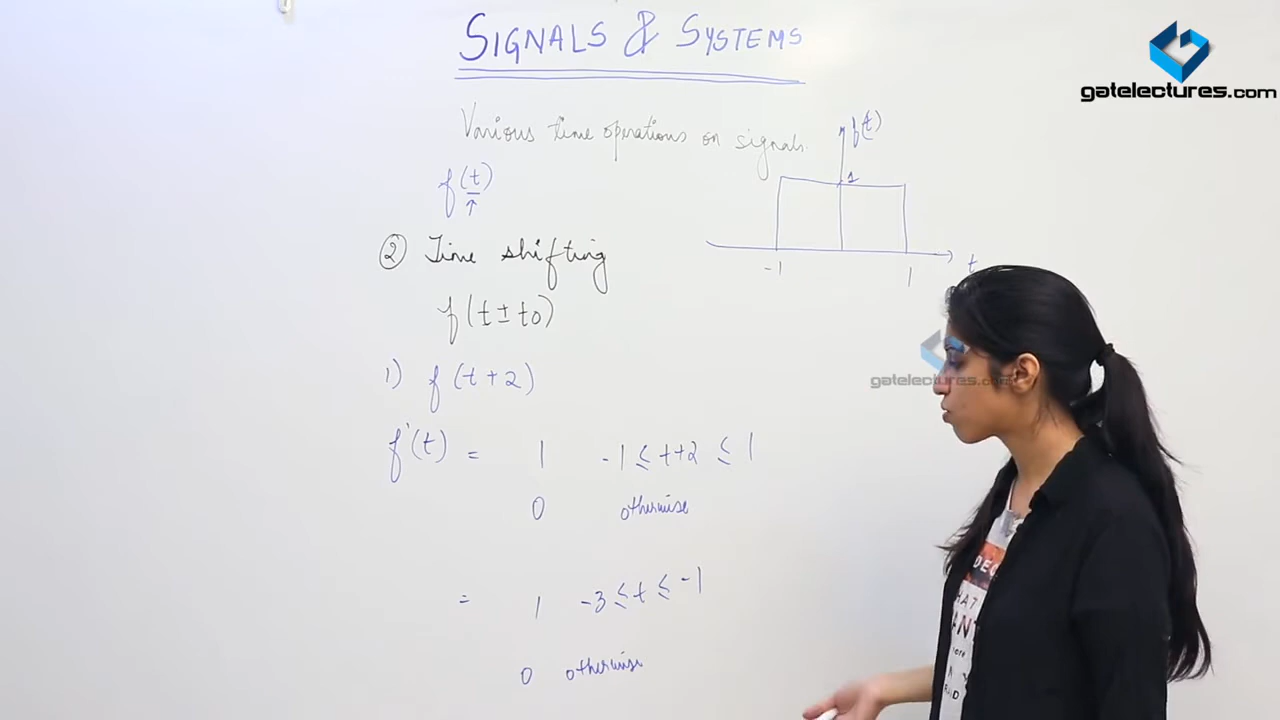 SIGNALS & SYSTEMS
gatelectures.com
Various time operations on signals.
f(t)
↑
f(t)
1
-1
1
t
② Time shifting
f(t ± t0)
1) f(t+2)
gatelectures.com
f'(t) = 1 -1 ≤ t+2 ≤ 1
0 otherwise
= 1 -3 ≤ t ≤ -1
0 otherwise